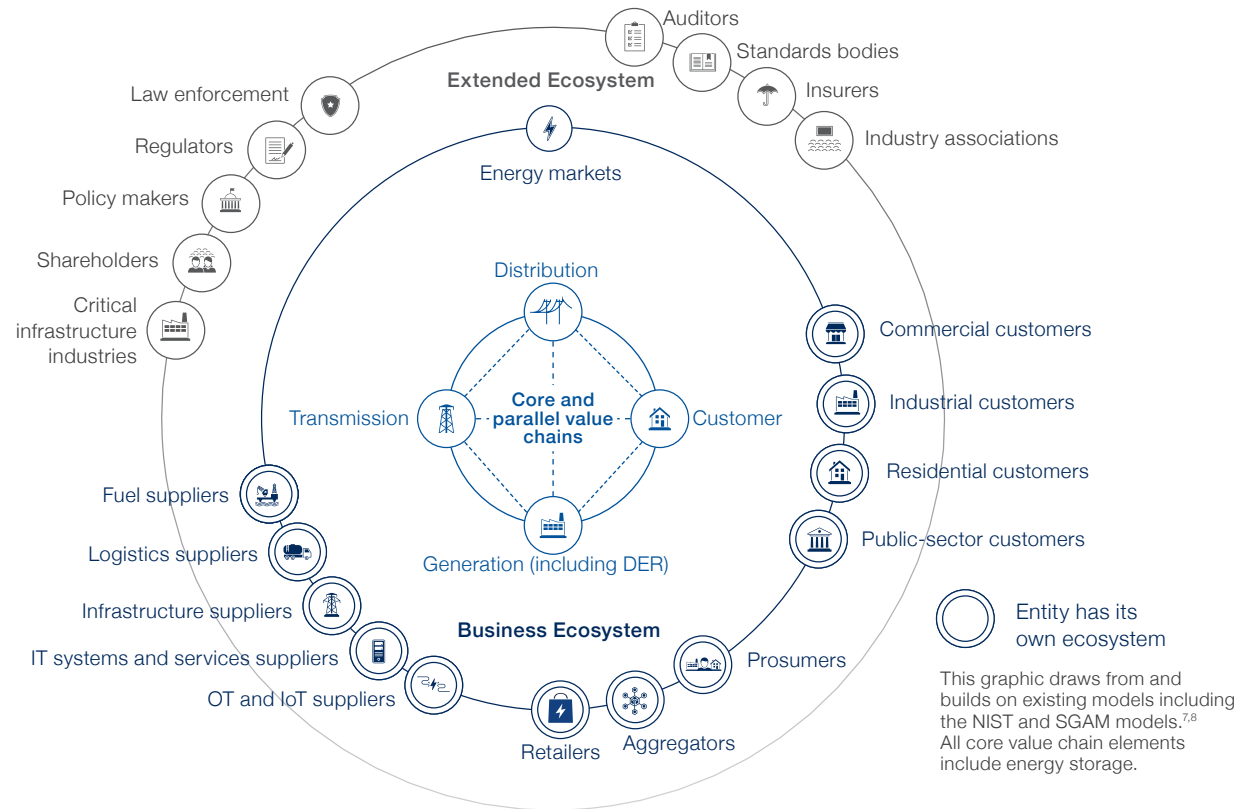 Auditors
Standards bodies
Extended Ecosystem
Insurers
Law enforcement
Industry associations
Regulators
Energy markets
Policy makers
Shareholders
Distribution
Critical
infrastructure
industries
Commercial customers
Core and
parallel value
chains
Transmission
Customer
Industrial customers
Residential customers
Fuel suppliers
Public-sector customers
Logistics suppliers
Generation (including DER)
Infrastructure suppliers
Business Ecosystem
Entity has its
own ecosystem
IT systems and services suppliers
Prosumers
OT and IoT suppliers
Retailers
Aggregators
This graphic draws from and
builds on existing models including
the NIST and SGAM models.7,8
All core value chain elements
include energy storage.